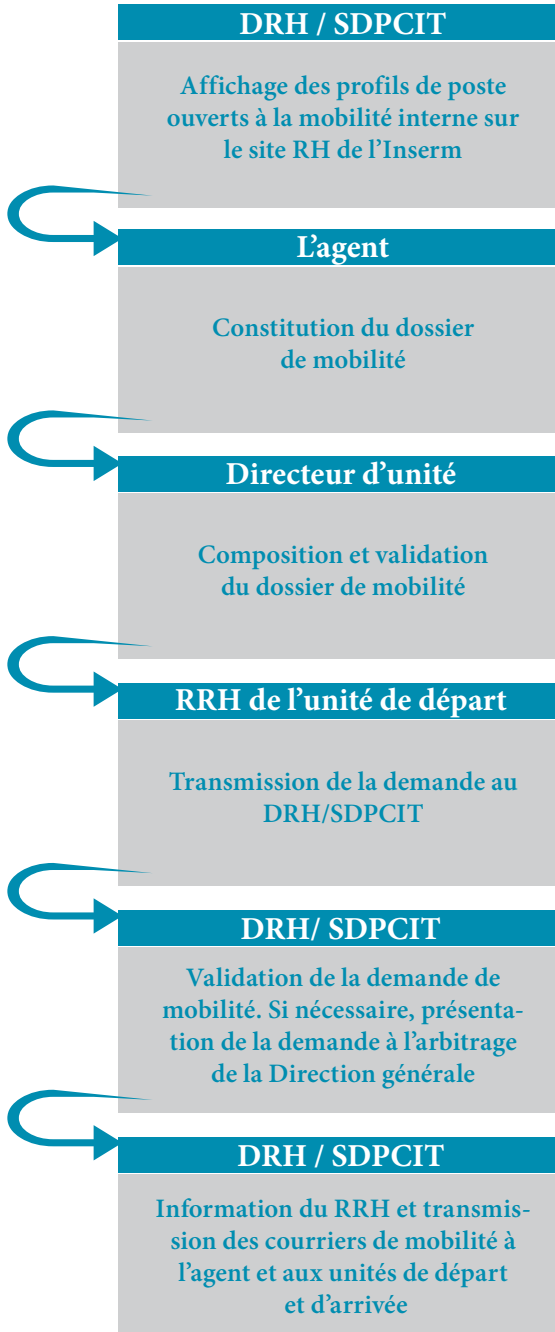 DRH / SDPCIT
Affichage des profils de poste
ouverts à la mobilité interne sur
le site RH de l’Inserm
L’agent
Constitution du dossier
de mobilité
Directeur d’unité
Composition et validation
du dossier de mobilité
RRH de l’unité de départ
Transmission de la demande au
DRH/SDPCIT
DRH/ SDPCIT
Validation de la demande de
mobilité. Si nécessaire, présenta-
tion de la demande à l’arbitrage
de la Direction générale
DRH / SDPCIT
Information du RRH et transmis-
sion des courriers de mobilité à
l’agent et aux unités de départ
et d’arrivée